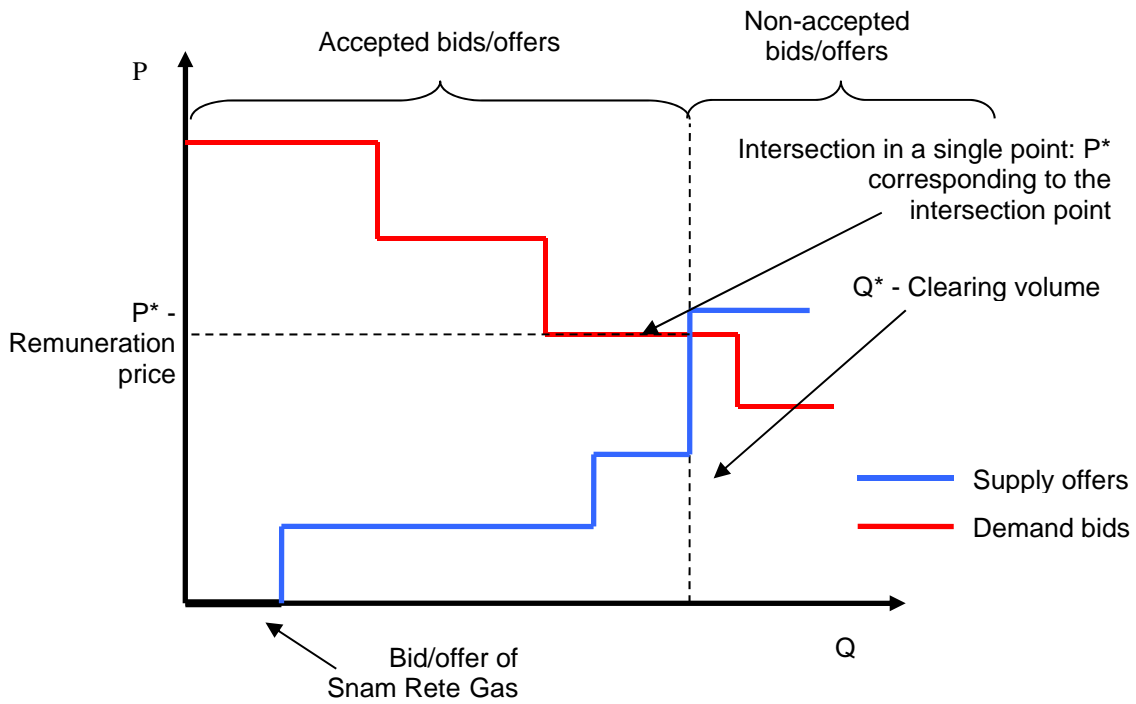 Accepted bids/offers
Non-accepted
bids/offers
P
Intersection in a single point: P*
corresponding to the
intersection point
Q* - Clearing volume
P* -
Remuneration
price
Supply offers
Demand bids
Q
Bid/offer of
Snam Rete Gas